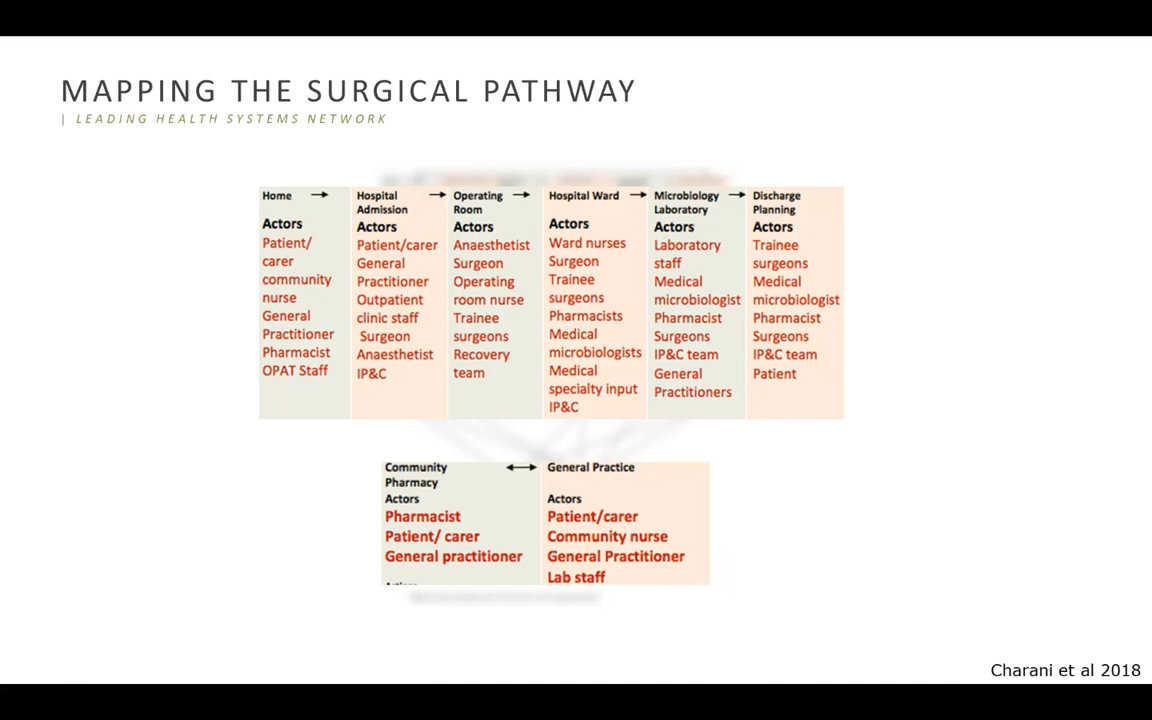 MAPPING THE SURGICAL PATHWAY
| LEADING HEALTH SYSTEMS NETWORK
Home →
Actors
Patient/
carer
community
nurse
General
Practitioner
Pharmacist
OPAT Staff
Hospital →
Admission
Actors
Patient/carer
General
Practitioner
Outpatient
clinic staff
Surgeon
Anaesthetist
IP&C
Operating →
Room
Actors
Anaesthetist
Surgeon
Operating
room nurse
Trainee
surgeons
Recovery
team
Hospital Ward →
Actors
Ward nurses
Surgeon
Trainee
surgeons
Pharmacists
Medical
microbiologists
Medical
specialty input
IP&C
Microbiology →
Laboratory
Actors
Laboratory
staff
Medical
microbiologist
Pharmacist
Surgeons
IP&C team
General
Practitioners
Discharge
Planning
Actors
Trainee
surgeons
Medical
microbiologist
Pharmacist
Surgeons
IP&C team
Patient
Community ↔
Pharmacy
Actors
Pharmacist
Patient/ carer
General practitioner
General Practice
Actors
Patient/carer
Community nurse
General Practitioner
Lab staff
Charani et al 2018